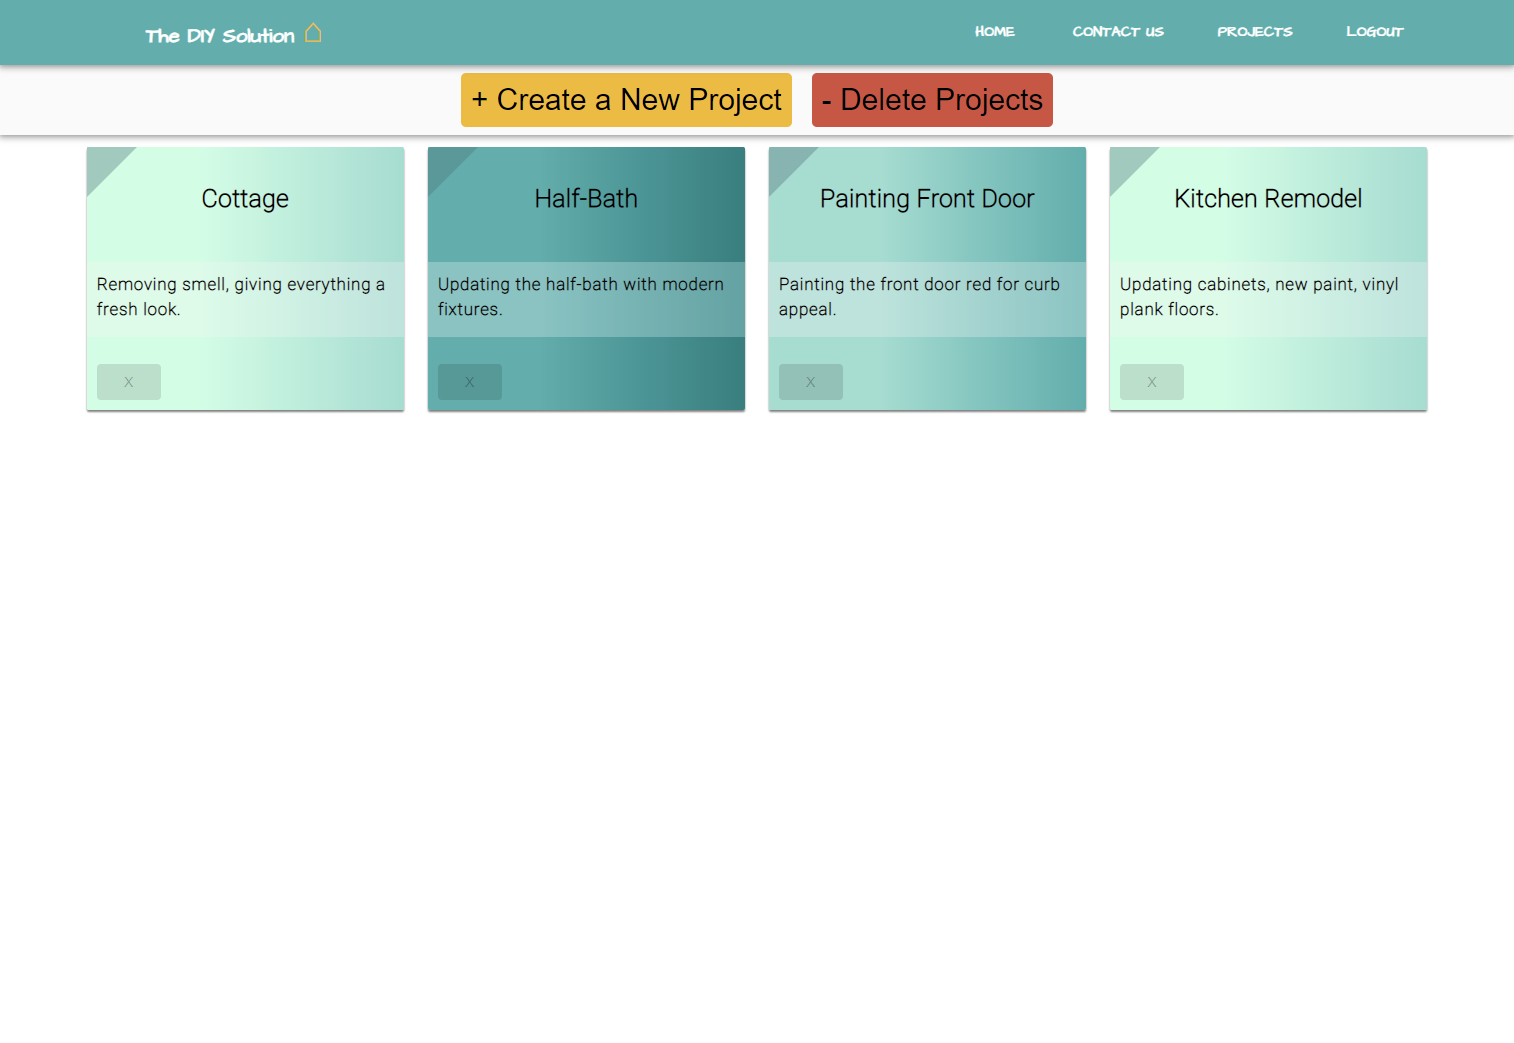 The DIY Solution
HOME CONTACT US PROJECTS LOGOUT
+ Create a New Project
- Delete Projects
Cottage
Removing smell, giving everything a
fresh look.
X
Half-Bath
Updating the half-bath with modern
fixtures.
X
Painting Front Door
Painting the front door red for curb
appeal.
X
Kitchen Remodel
Updating cabinets, new paint, vinyl
plank floors.
X